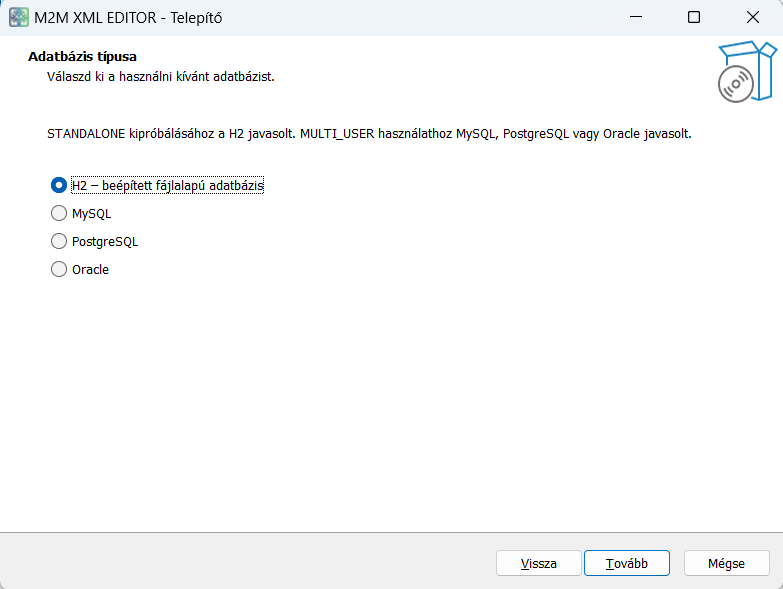 M2M XML EDITOR - Telepítő
Adatbázis típusa
Válaszd ki a használni kívánt adatbázist.
STANDALONE kipróbálásához a H2 javasolt. MULTI_USER használathoz MySQL, PostgreSQL vagy Oracle javasolt.
H2 – beépített fájlalapú adatbázis
MySQL
PostgreSQL
Oracle
Vissza
Tovább
Mégse